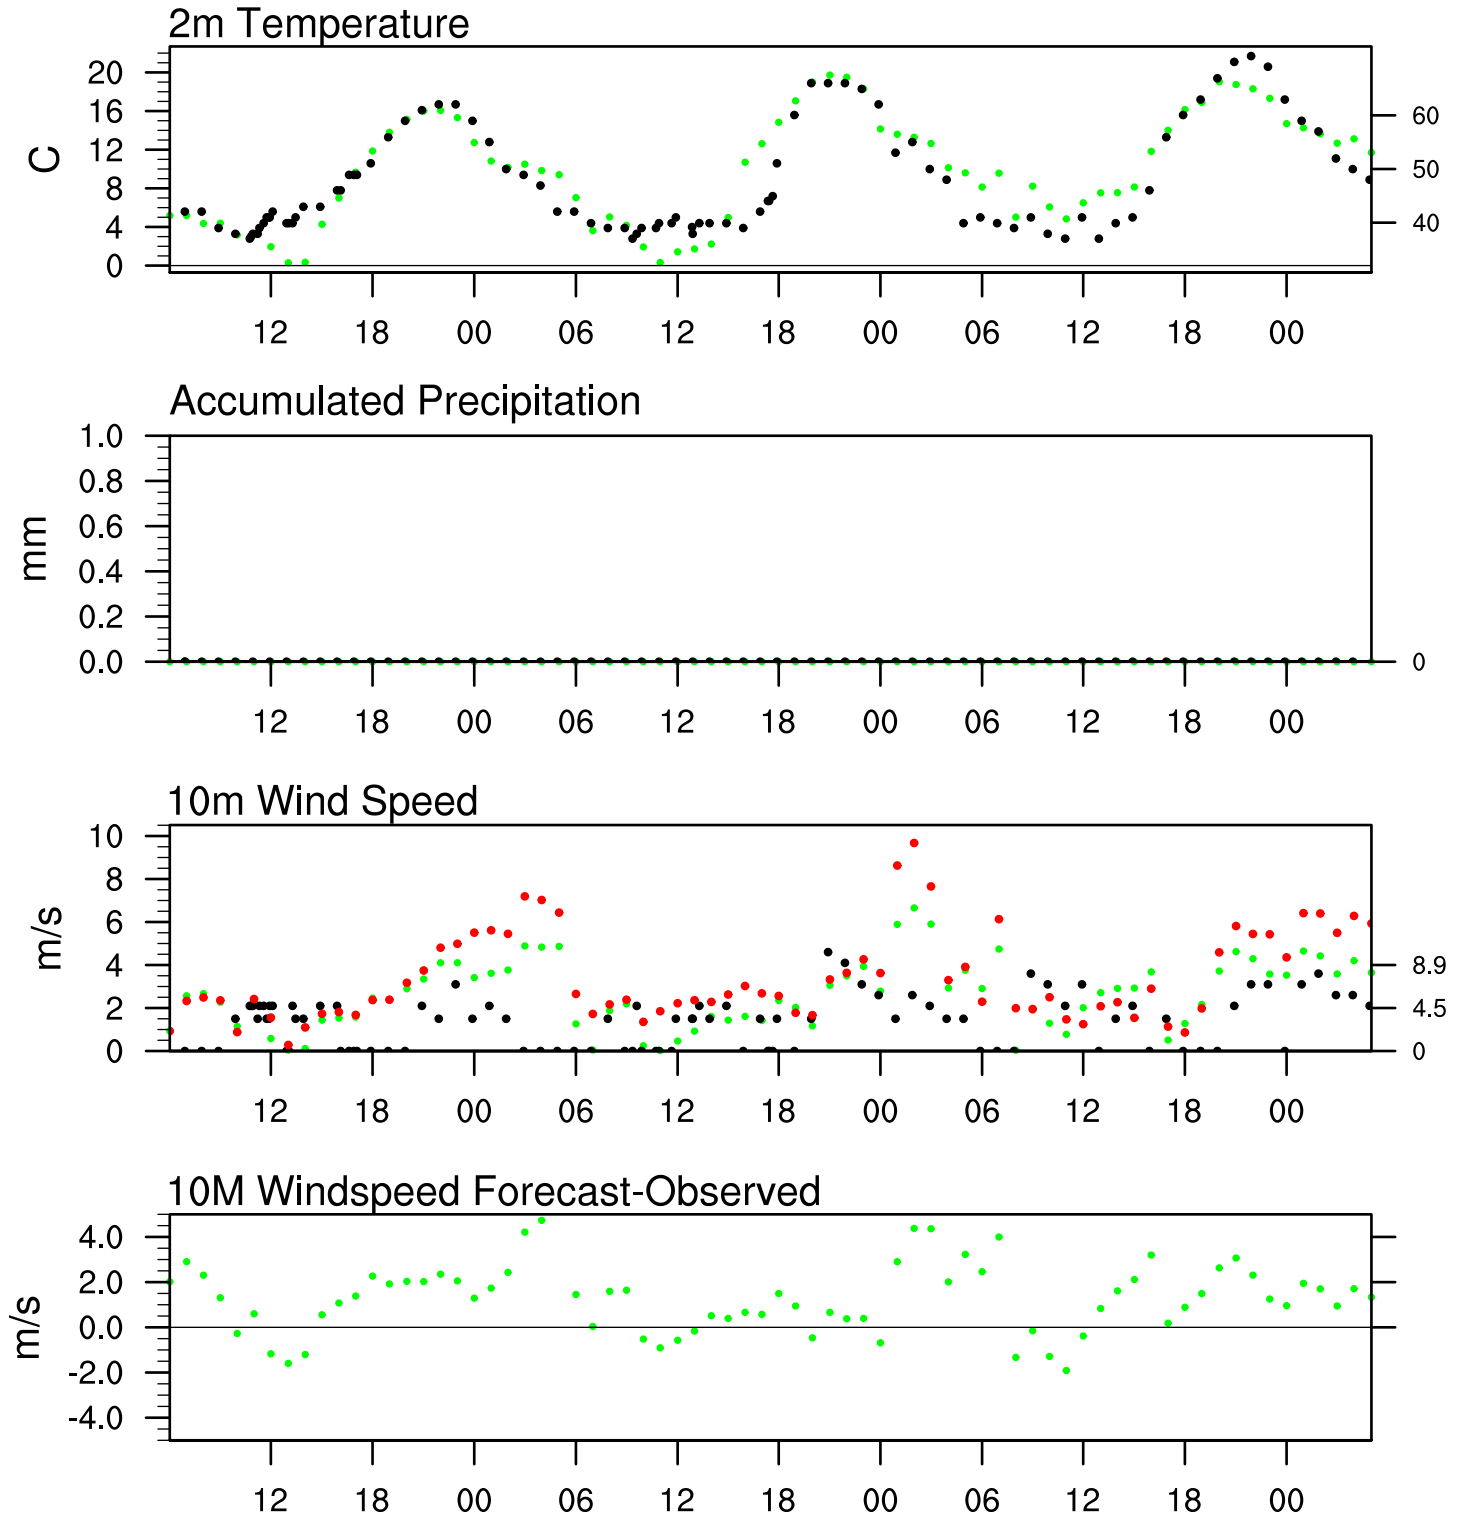 2m Temperature
20
16
12
8
4
0
C
60
50
40
12 18 00 06 12 18 00 06 12 18 00
Accumulated Precipitation
1.0
0.8
0.6
0.4
0.2
0.0
mm
0
12 18 00 06 12 18 00 06 12 18 00
10m Wind Speed
10
8
6
4
2
0
m/s
8.9
4.5
0
12 18 00 06 12 18 00 06 12 18 00
10M Windspeed Forecast-Observed
4.0
2.0
0.0
-2.0
-4.0
m/s
12 18 00 06 12 18 00 06 12 18 00